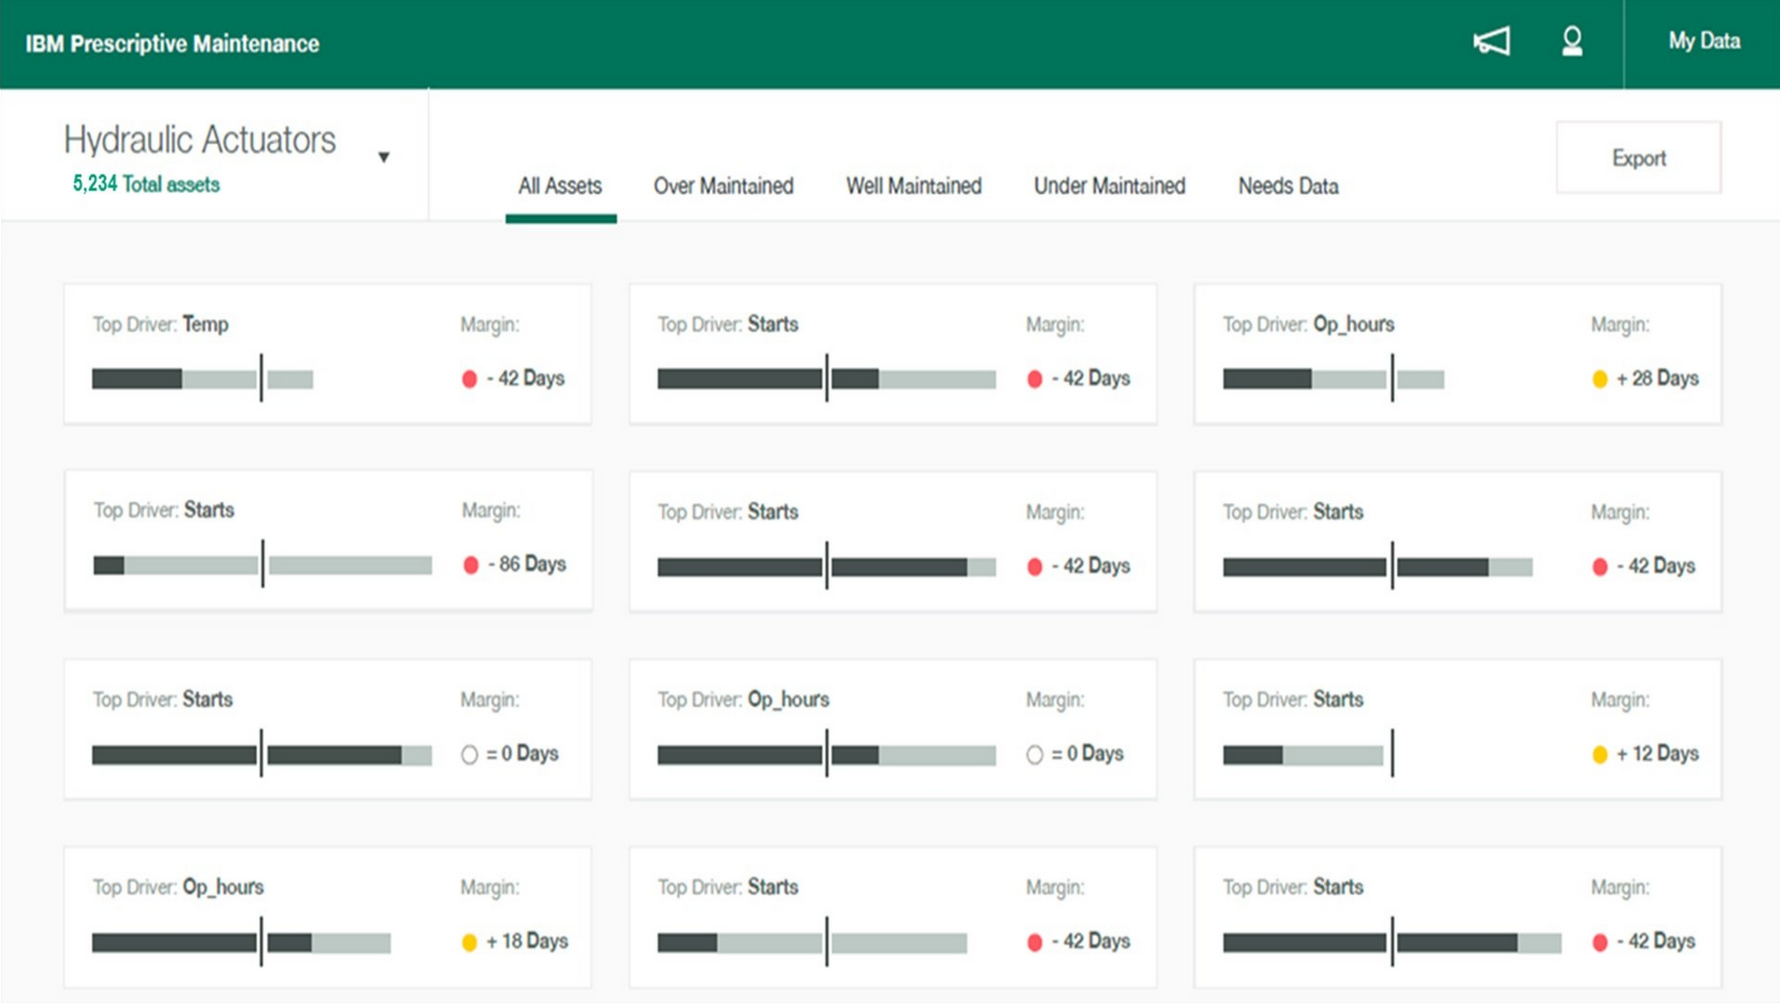 IBM Prescriptive Maintenance
My Data
Hydraulic Actuators
5,234 Total assets
All Assets
Over Maintained
Well Maintained
Under Maintained
Needs Data
Export
Top Driver: Temp
Margin:
- 42 Days
Top Driver: Starts
Margin:
- 42 Days
Top Driver: Op_hours
Margin:
+ 28 Days
Top Driver: Starts
Margin:
- 86 Days
Top Driver: Starts
Margin:
- 42 Days
Top Driver: Starts
Margin:
- 42 Days
Top Driver: Starts
Margin:
= 0 Days
Top Driver: Op_hours
Margin:
= 0 Days
Top Driver: Starts
Margin:
+ 12 Days
Top Driver: Op_hours
Margin:
+ 18 Days
Top Driver: Starts
Margin:
- 42 Days
Top Driver: Starts
Margin:
- 42 Days